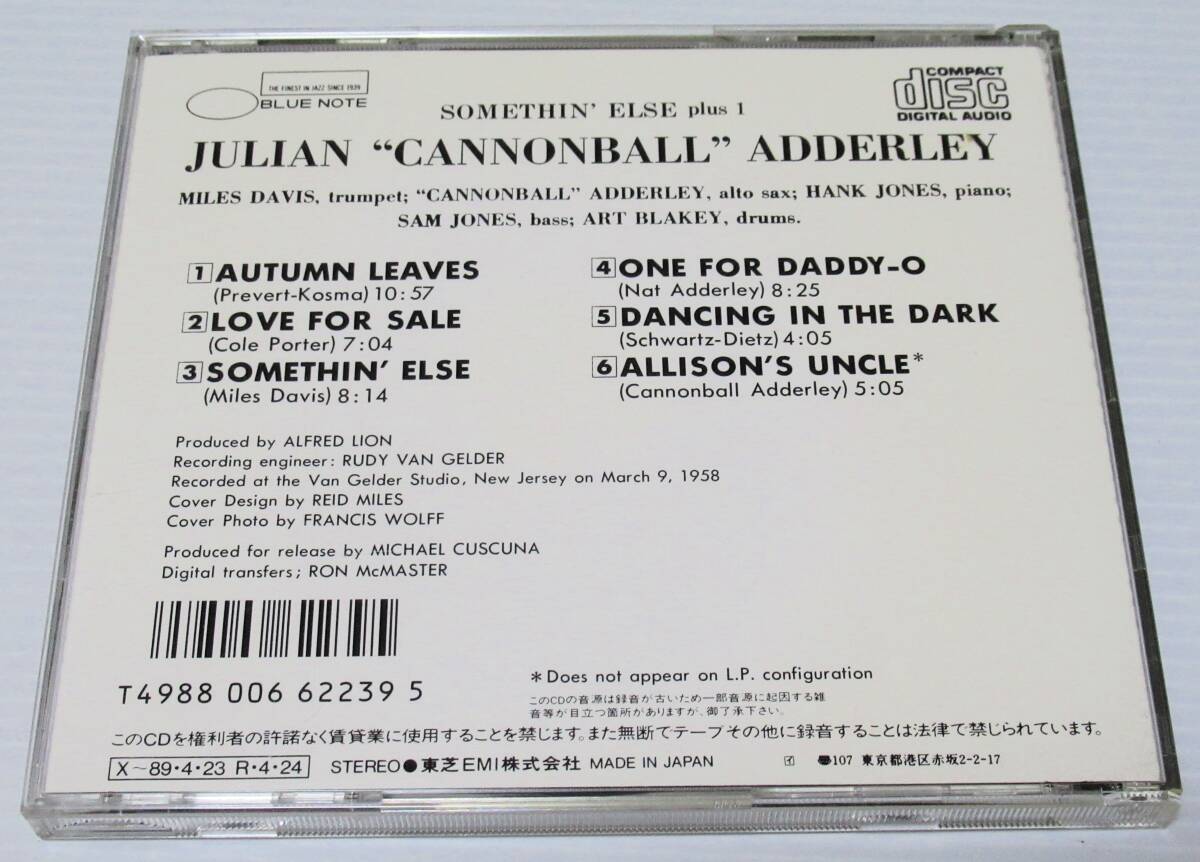 THE FINEST IN JAZZ SINCE 1939
BLUE NOTE
COMPACT
disc
DIGITAL AUDIO
SOMETHIN' ELSE plus 1
JULIAN “CANNONBALL” ADDERLEY
MILES DAVIS, trumpet; “CANNONBALL” ADDERLEY, alto sax; HANK JONES, piano;
SAM JONES, bass; ART BLAKEY, drums.
1 AUTUMN LEAVES
(Prevert-Kosma) 10:57
2 LOVE FOR SALE
(Cole Porter) 7:04
3 SOMETHIN' ELSE
(Miles Davis) 8:14
4 ONE FOR DADDY-O
(Nat Adderley) 8:25
5 DANCING IN THE DARK
(Schwartz-Dietz) 4:05
6 ALLISON'S UNCLE*
(Cannonball Adderley) 5:05
Produced by ALFRED LION
Recording engineer: RUDY VAN GELDER
Recorded at the Van Gelder Studio, New Jersey on March 9, 1958
Cover Design by REID MILES
Cover Photo by FRANCIS WOLFF
Produced for release by MICHAEL CUSCUNA
Digital transfers; RON McMASTER
T4988 006 62239 5
*Does not appear on L.P. configuration
このCDの音源は録音が古いため一部音源に起因する雑
音等が目立つ箇所がありますが、御了承下さい。
このCDを権利者の許諾なく賃貸業に使用することを禁じます。また無断でテープその他に録音することは法律で禁じられています。
X～89・4・23 R・4・24 STEREO●東芝EMI株式会社 MADE IN JAPAN イ 107 東京都港区赤坂2-2-17